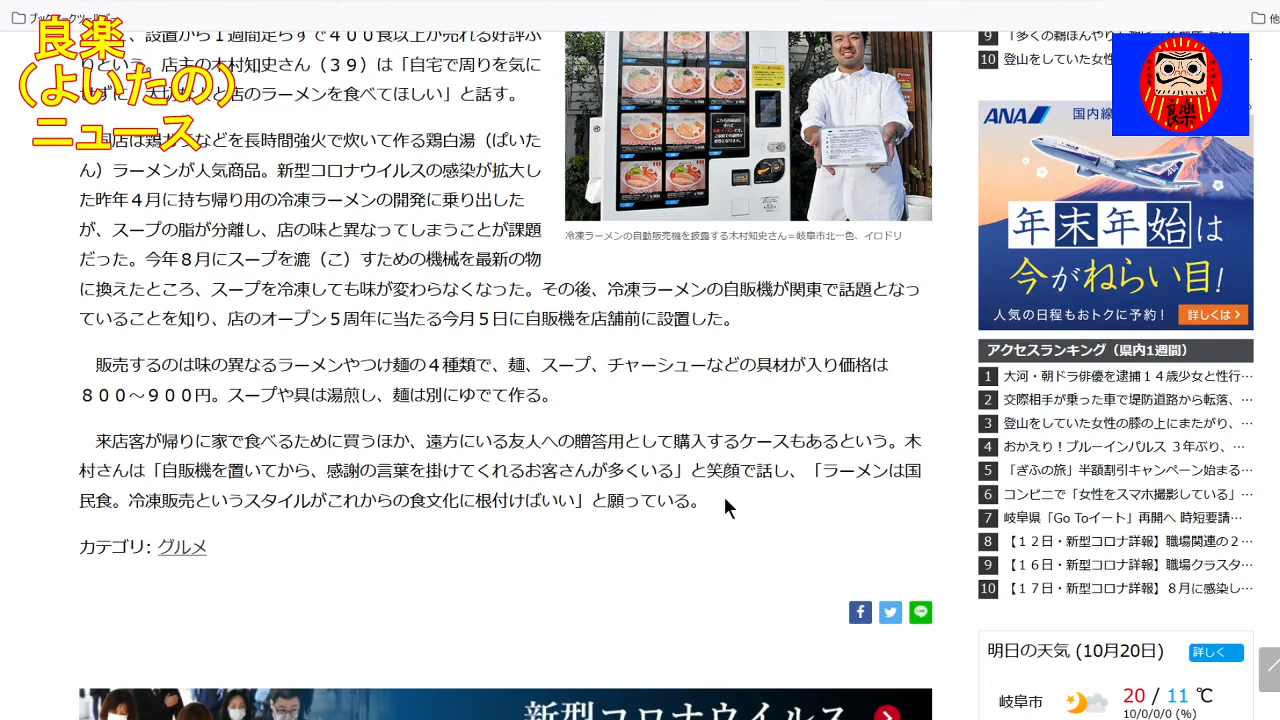 良楽
(よいたの)
ニュース
、設置から1週間足らずで400食以上が売れる好評ぶ
りという。店主の木村知史さん(39)は「自宅で周りを気に
店のラーメンを食べてほしい」と話す。
などを長時間強火で炊いて作る鶏白湯(ぱいた
ん)ラーメンが人気商品。新型コロナウイルスの感染が拡大し
た昨年4月に持ち帰り用の冷凍ラーメンの開発に乗り出した
が、スープの脂が分離し、店の味と異なってしまうことが課題
だった。今年8月にスープを漉(こ)すための機械を最新の物
に換えたところ、スープを冷凍しても味が変わらなくなった。その後、冷凍ラーメンの自販機が関東で話題となっ
ていることを知り、店のオープン5周年に当たる今月5日に自販機を店舗前に設置した。
販売するのは味の異なるラーメンやつけ麺の4種類で、麺、スープ、チャーシューなどの具材が入り価格は
800～900円。スープや具は湯煎し、麺は別にゆでて作る。
来店客が帰りに家で食べるために買うほか、遠方にいる友人への贈答用として購入するケースもあるという。木
村さんは「自販機を置いてから、感謝の言葉を掛けてくれるお客さんが多くいる」と笑顔で話し、「ラーメンは国
民食。冷凍販売というスタイルがこれからの食文化に根付けばいい」と願っている。
カテゴリ: グルメ
冷凍ラーメンの自動販売機を披露する木村知史さん=岐阜市北一色、イロドリ
新型コロナウイルス
他
9
10 登山をしていた女性
良楽
ANA 国内線
年末年始は
今がねらい目!
人気の日程もおトクに予約! 詳しくは
アクセスランキング(県内1週間)
1 大河・朝ドラ俳優を逮捕14歳少女と性行…
2 交際相手が乗った車で堤防道路から転落、…
3 登山をしていた女性の膝の上にまたがり、…
4 おかえり!ブルーインパルス 3年ぶり、…
5 「ぎふの旅」半額割引キャンペーン始まる…
6 コンビニで「女性をスマホ撮影している」…
7 岐阜県「Go Toイート」再開へ 時短要請…
8 【12日・新型コロナ詳報】職場関連の2…
9 【16日・新型コロナ詳報】職場クラスタ…
10 【17日・新型コロナ詳報】8月に感染し…
明日の天気 (10月20日) 詳しく
岐阜市 20 / 11 ℃
10/0/0/0 (%)